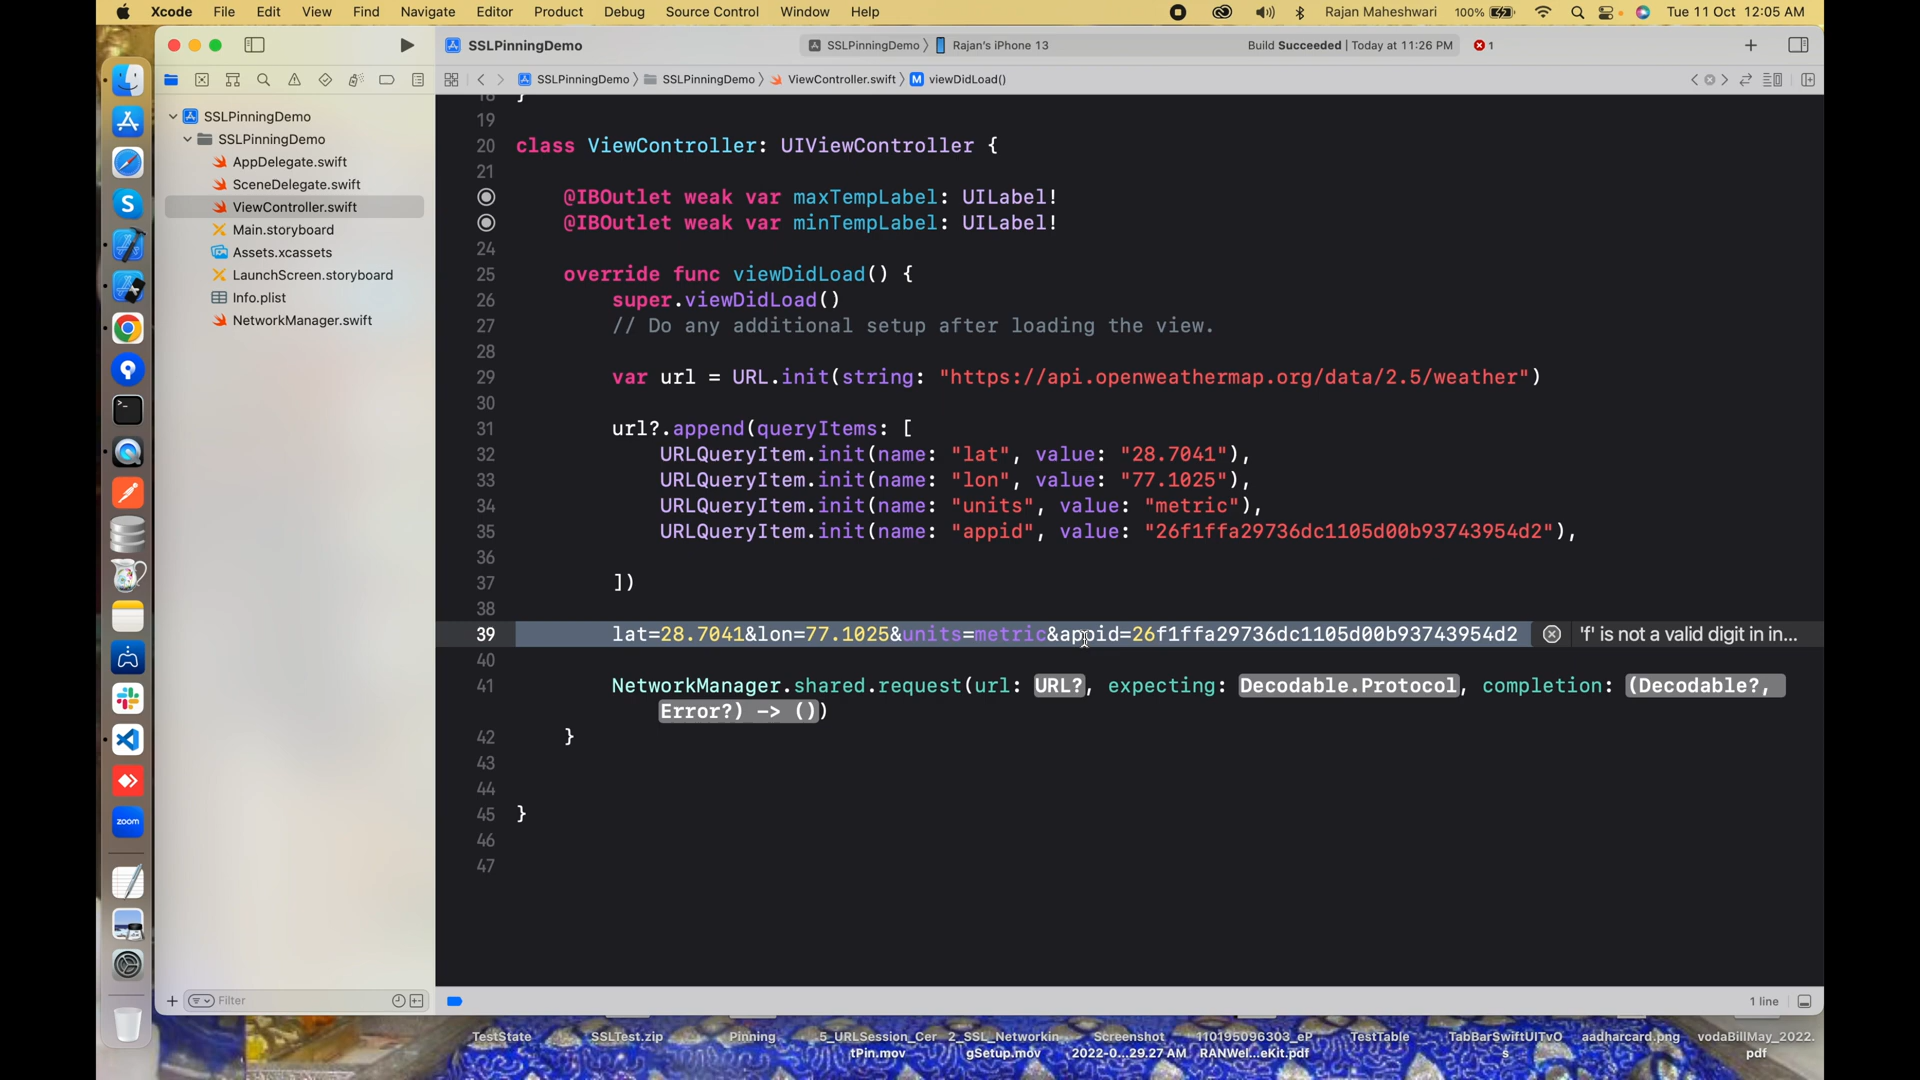 Xcode File Edit View Find Navigate Editor Product Debug Source Control Window Help Rajan Maheshwari 100% Tue 11 Oct 12:05 AM
SSLPinningDemo SSLPinningDemo Rajan's iPhone 13 Build Succeeded | Today at 11:26 PM 1
SSLPinningDemo SSLPinningDemo ViewController.swift M viewDidLoad()
SSLPinningDemo
SSLPinningDemo
AppDelegate.swift
SceneDelegate.swift
ViewController.swift
Main.storyboard
Assets.xcassets
LaunchScreen.storyboard
Info.plist
NetworkManager.swift
zoom
18 }
19
20 class ViewController: UIViewController {
21
@IBOutlet weak var maxTempLabel: UILabel!
@IBOutlet weak var minTempLabel: UILabel!
24
25 override func viewDidLoad() {
26 super.viewDidLoad()
27 // Do any additional setup after loading the view.
28
29 var url = URL.init(string: "https://api.openweathermap.org/data/2.5/weather")
30
31 url?.append(queryItems: [
32 URLQueryItem.init(name: "lat", value: "28.7041"),
33 URLQueryItem.init(name: "lon", value: "77.1025"),
34 URLQueryItem.init(name: "units", value: "metric"),
35 URLQueryItem.init(name: "appid", value: "26f1ffa29736dc1105d00b93743954d2"),
36
37 ])
38
39 lat=28.7041&lon=77.1025&units=metric&appid=26f1ffa29736dc1105d00b93743954d2 'f' is not a valid digit in in...
40
41 NetworkManager.shared.request(url: URL?, expecting: Decodable.Protocol, completion: (Decodable?,
Error?) -> ())
42 }
43
44
45 }
46
47
Filter
1 line
TestState SSLTest.zip Pinning 5_URLSession_Cer 2_SSL_Networkin Screenshot 110195096303_eP TestTable TabBarSwiftUITvO aadharcard.png vodaBillMay_2022.
tPin.mov gSetup.mov 2022-0...29.27 AM RANWel...eKit.pdf s pdf